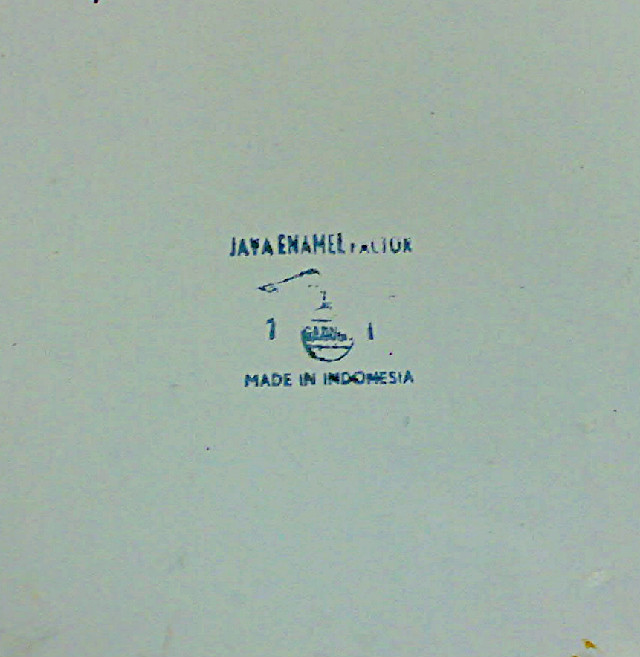 JAVA ENAMEL FACTOR
1 1
MADE IN INDONESIA